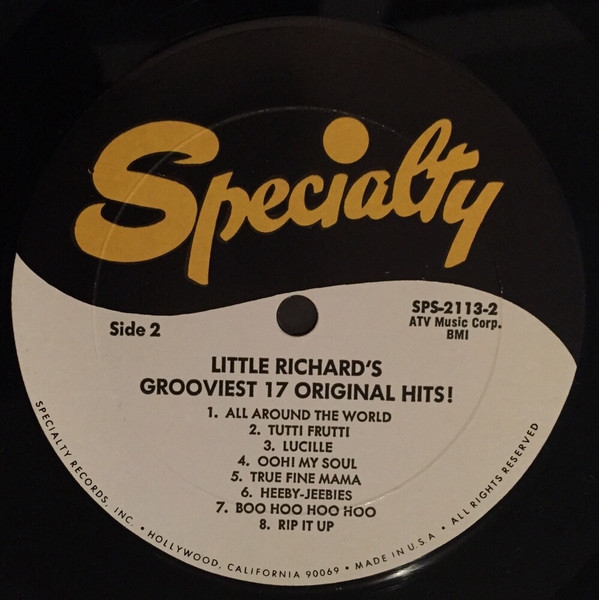 Specialty
Side 2
SPS-2113-2
ATV Music Corp.
BMI
LITTLE RICHARD'S
GROOVIEST 17 ORIGINAL HITS!
1. ALL AROUND THE WORLD
2. TUTTI FRUTTI
3. LUCILLE
4. OOH! MY SOUL
5. TRUE FINE MAMA
6. HEEBY-JEEBIES
7. BOO HOO HOO HOO
8. RIP IT UP
SPECIALTY RECORDS, INC. • HOLLYWOOD, CALIFORNIA 90069 • MADE IN U.S.A • ALL RIGHTS RESERVED